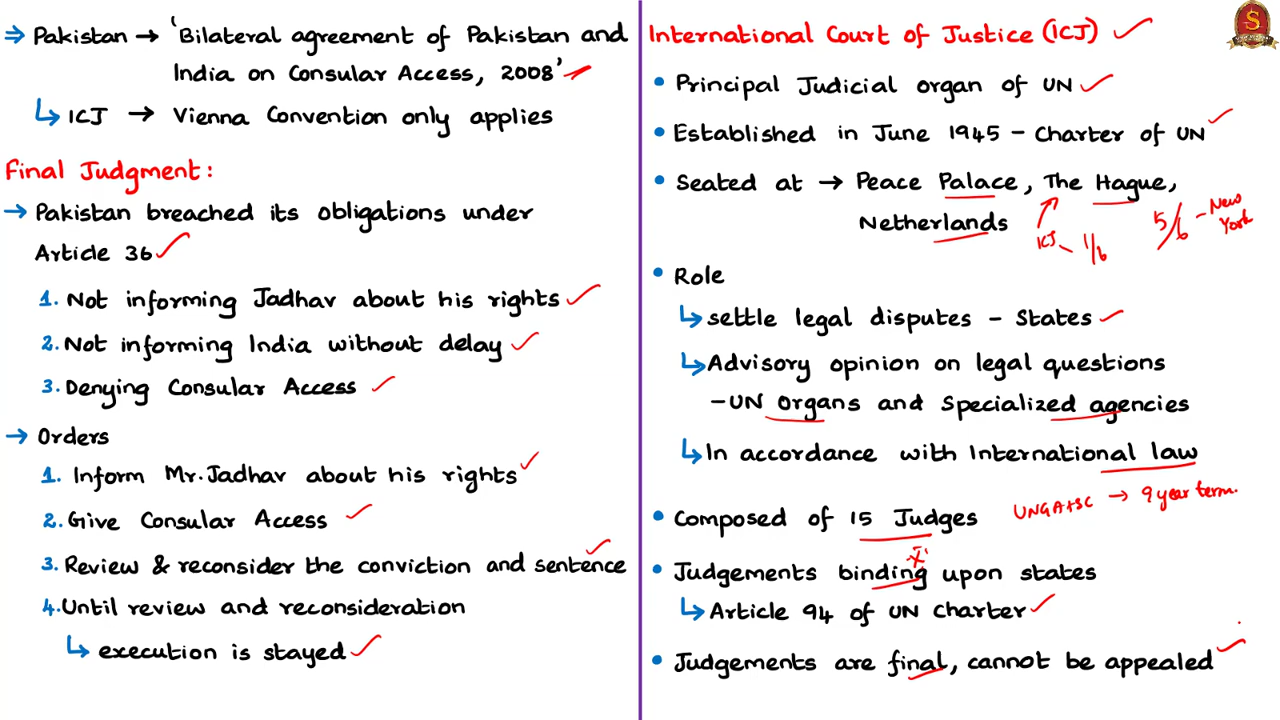 ⇒ Pakistan → 'Bilateral agreement of Pakistan and
India on Consular Access, 2008'
↳ ICJ → Vienna Convention only applies
Final Judgment:
→ Pakistan breached its obligations under
Article 36
1. Not informing Jadhav about his rights
2. Not informing India without delay
3. Denying Consular Access
→ Orders
1. Inform Mr. Jadhav about his rights
2. Give Consular Access
3. Review & reconsider the conviction and sentence
4. Until review and reconsideration
↳ execution is stayed
International Court of Justice (ICJ)
• Principal Judicial organ of UN
• Established in June 1945 - Charter of UN
• Seated at → Peace Palace, The Hague,
Netherlands
ICJ - 1/6
5/6 - New
York
• Role
↳ settle legal disputes - States
↳ Advisory opinion on legal questions
- UN Organs and Specialized agencies
↳ In accordance with International law
UNGA+SC → 9 year term.
• Composed of 15 Judges
• Judgements binding upon states
↳ Article 94 of UN Charter
• Judgements are final, cannot be appealed
S